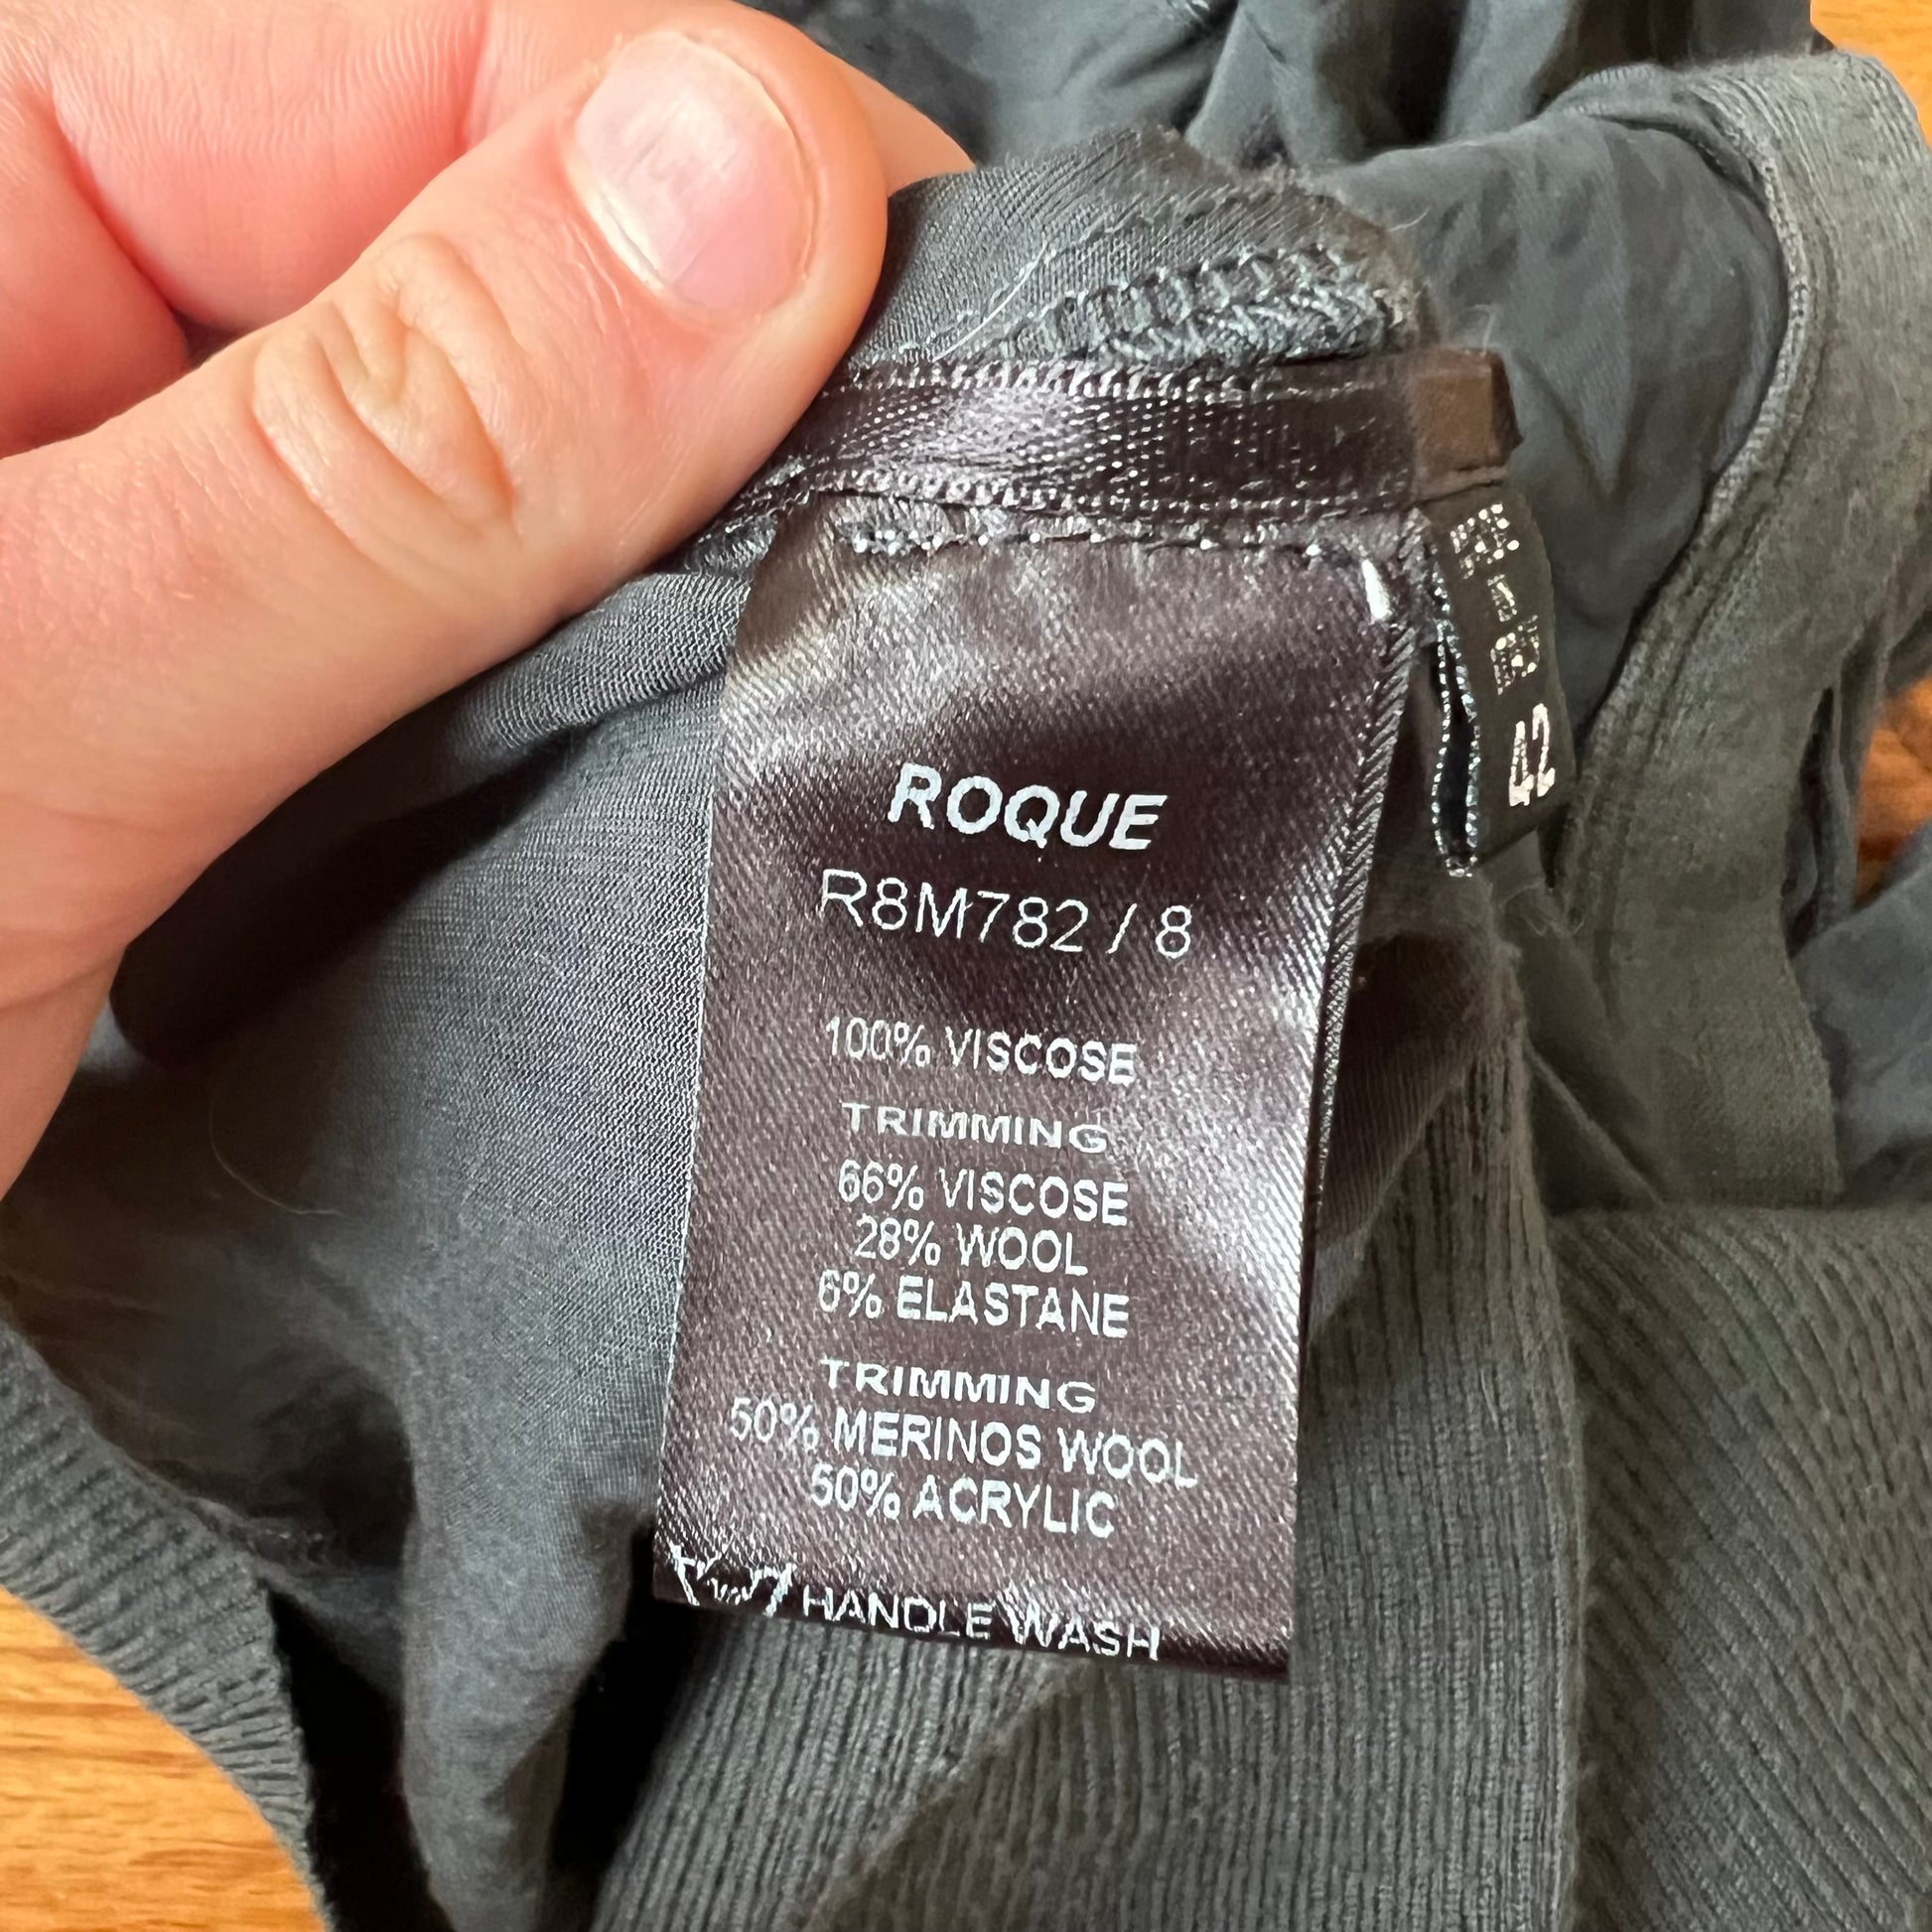 ROQUE
R8M782 / 8
100% VISCOSE
TRIMMING
66% VISCOSE
28% WOOL
6% ELASTANE
TRIMMING
50% MERINOS WOOL
50% ACRYLIC
HANDLE WASH
42